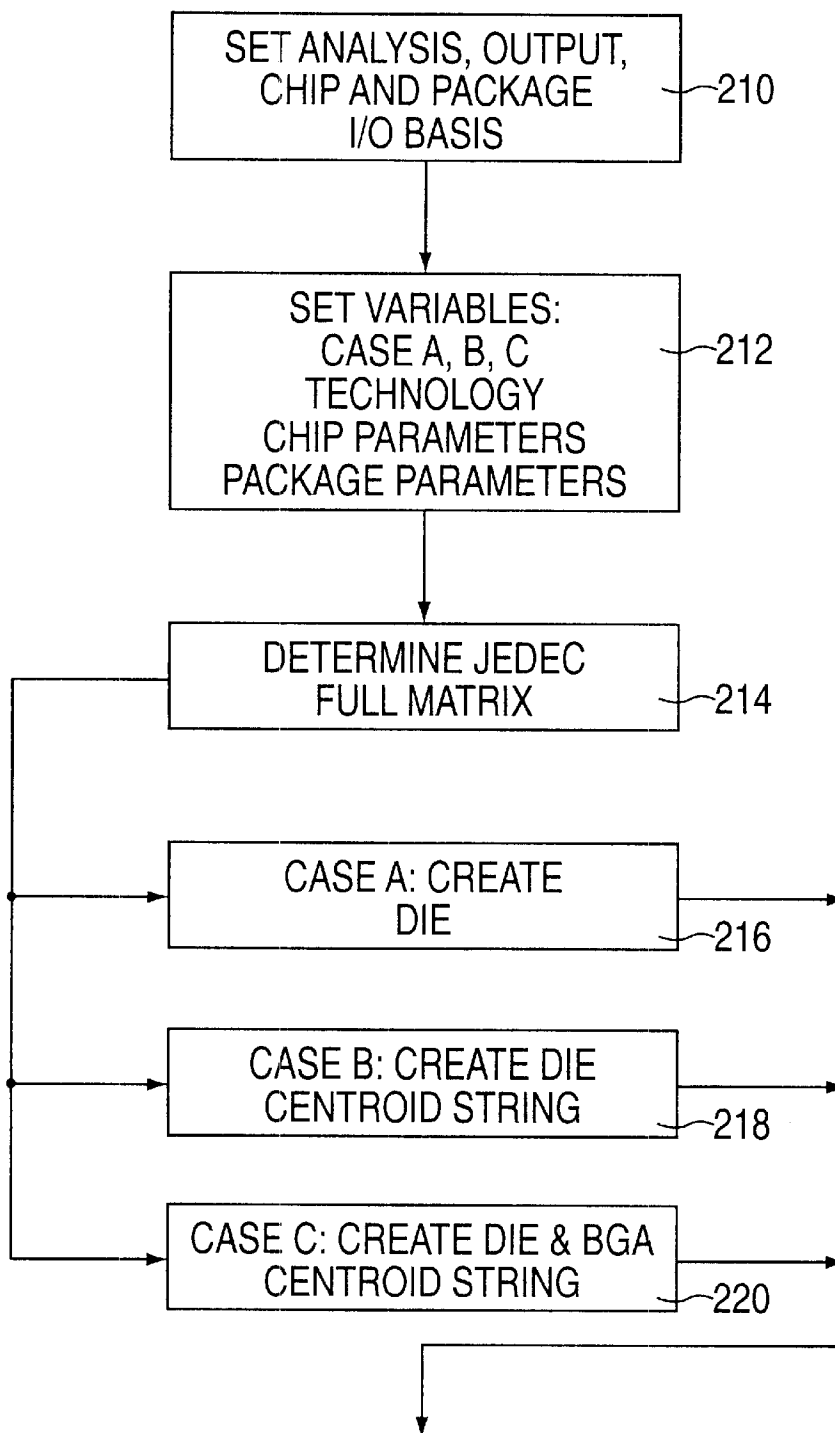 SET ANALYSIS, OUTPUT,
CHIP AND PACKAGE
I/O BASIS
210
SET VARIABLES:
CASE A, B, C
TECHNOLOGY
CHIP PARAMETERS
PACKAGE PARAMETERS
212
DETERMINE JEDEC
FULL MATRIX
214
CASE A: CREATE
DIE
216
CASE B: CREATE DIE
CENTROID STRING
218
CASE C: CREATE DIE & BGA
CENTROID STRING
220